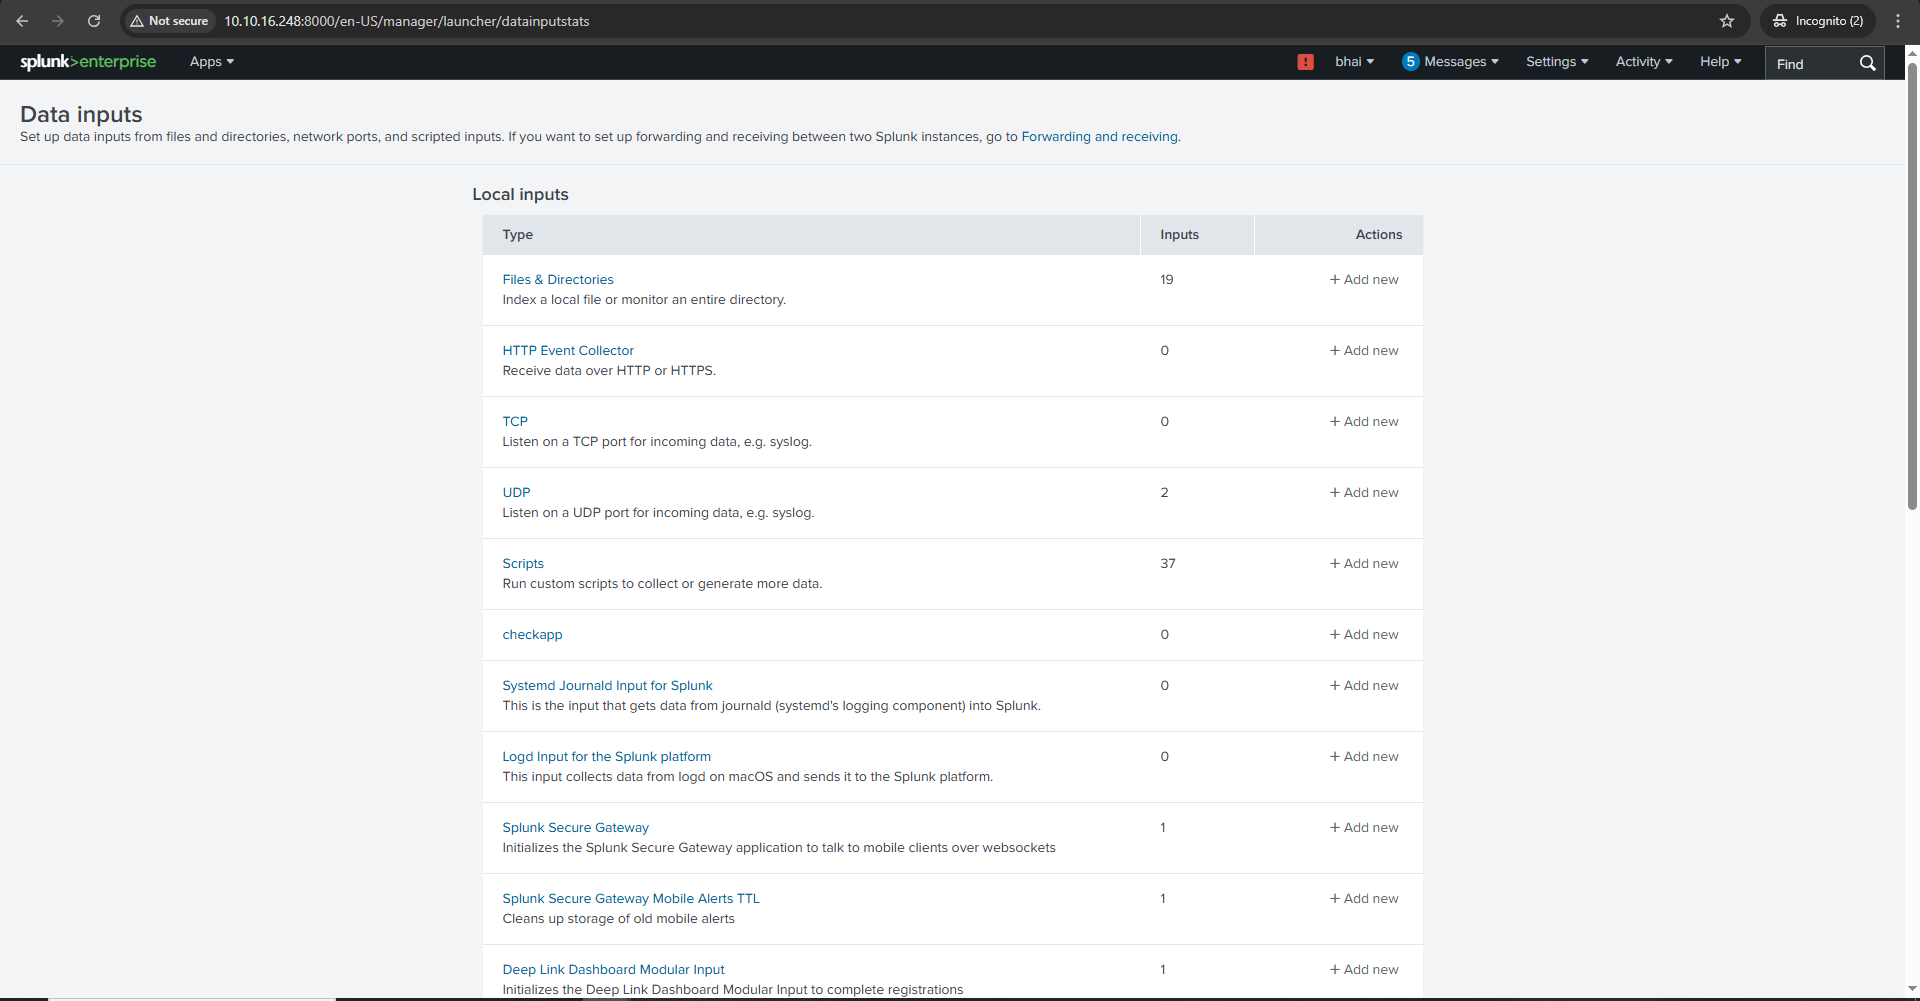 Not secure 10.10.16.248:8000/en-US/manager/launcher/datainputstats Incognito (2)
splunk>enterprise Apps ! bhai 5 Messages Settings Activity Help Find
Data inputs
Set up data inputs from files and directories, network ports, and scripted inputs. If you want to set up forwarding and receiving between two Splunk instances, go to Forwarding and receiving.
Local inputs
Type Inputs Actions
Files & Directories 19 + Add new
Index a local file or monitor an entire directory.
HTTP Event Collector 0 + Add new
Receive data over HTTP or HTTPS.
TCP 0 + Add new
Listen on a TCP port for incoming data, e.g. syslog.
UDP 2 + Add new
Listen on a UDP port for incoming data, e.g. syslog.
Scripts 37 + Add new
Run custom scripts to collect or generate more data.
checkapp 0 + Add new
Systemd Journald Input for Splunk 0 + Add new
This is the input that gets data from journald (systemd's logging component) into Splunk.
Logd Input for the Splunk platform 0 + Add new
This input collects data from logd on macOS and sends it to the Splunk platform.
Splunk Secure Gateway 1 + Add new
Initializes the Splunk Secure Gateway application to talk to mobile clients over websockets
Splunk Secure Gateway Mobile Alerts TTL 1 + Add new
Cleans up storage of old mobile alerts
Deep Link Dashboard Modular Input 1 + Add new
Initializes the Deep Link Dashboard Modular Input to complete registrations